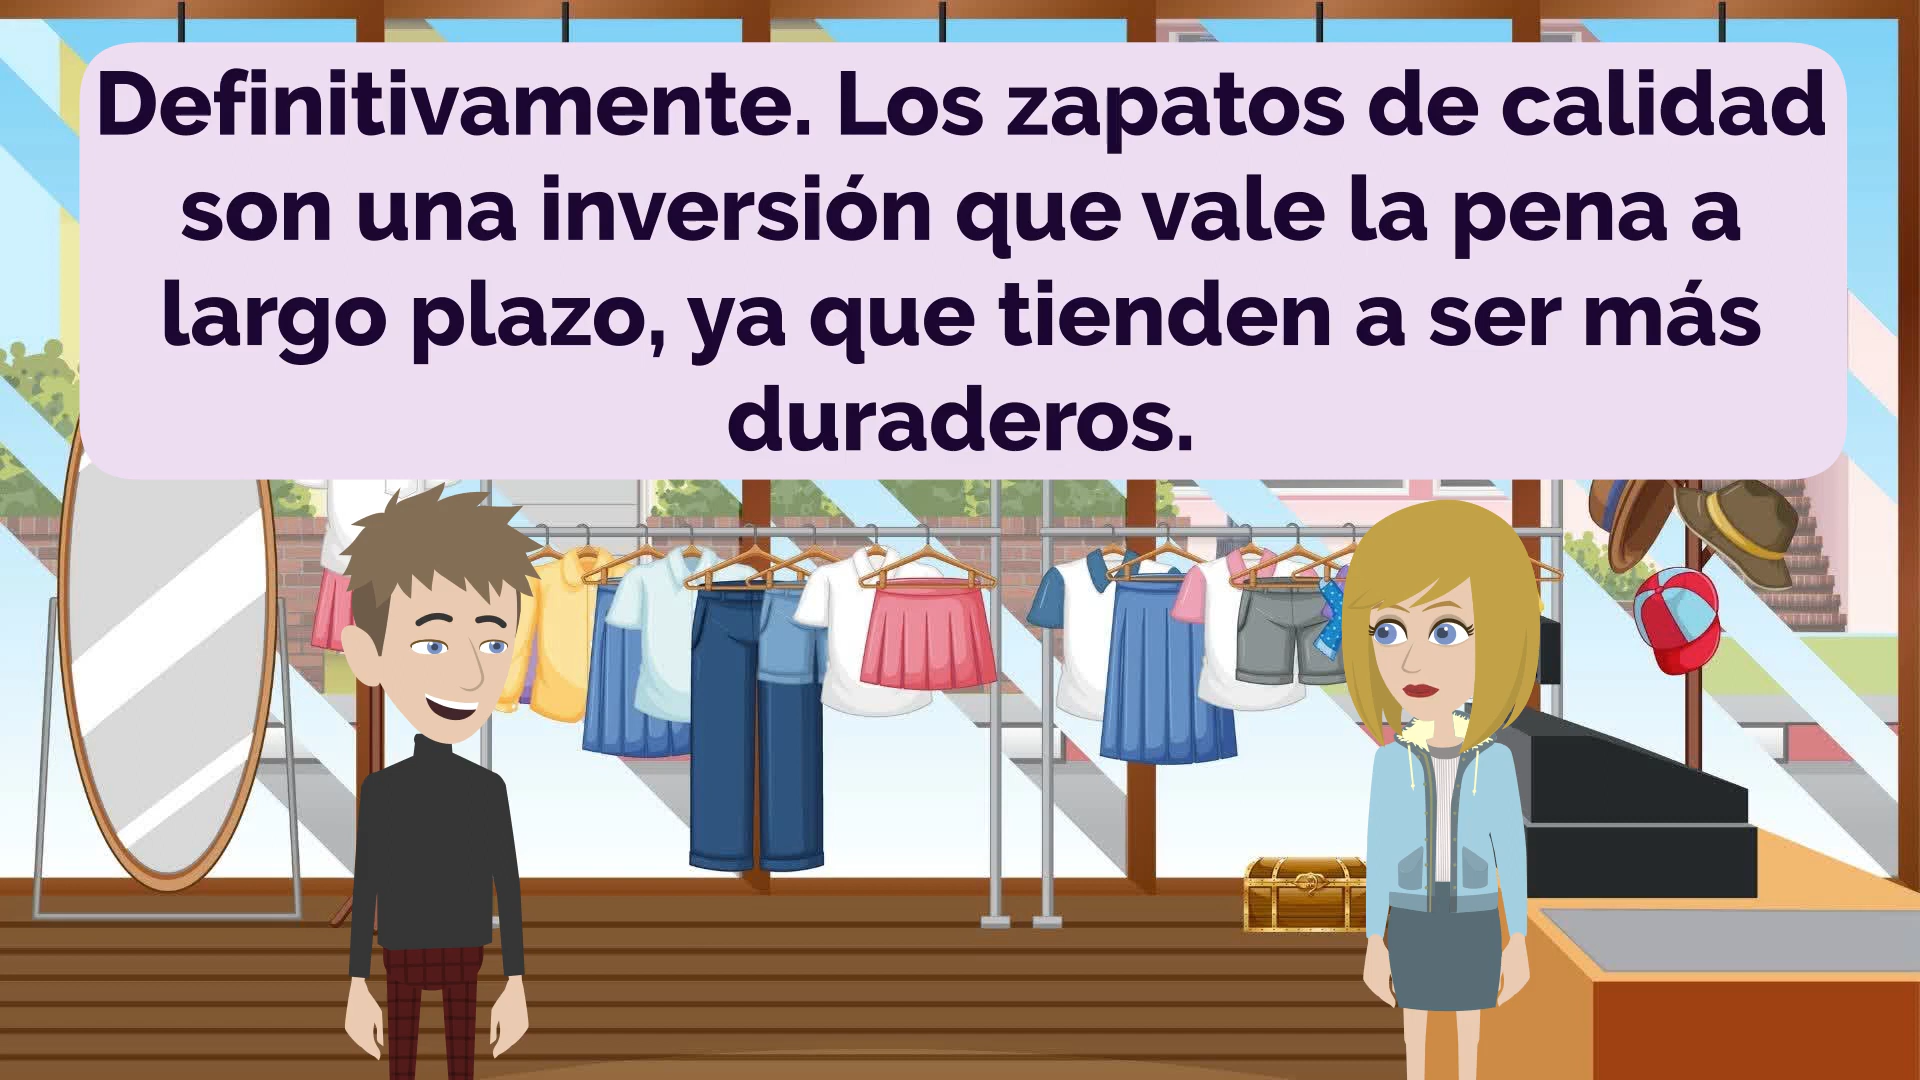 Definitivamente. Los zapatos de calidad
son una inversión que vale la pena a
largo plazo, ya que tienden a ser más
duraderos.